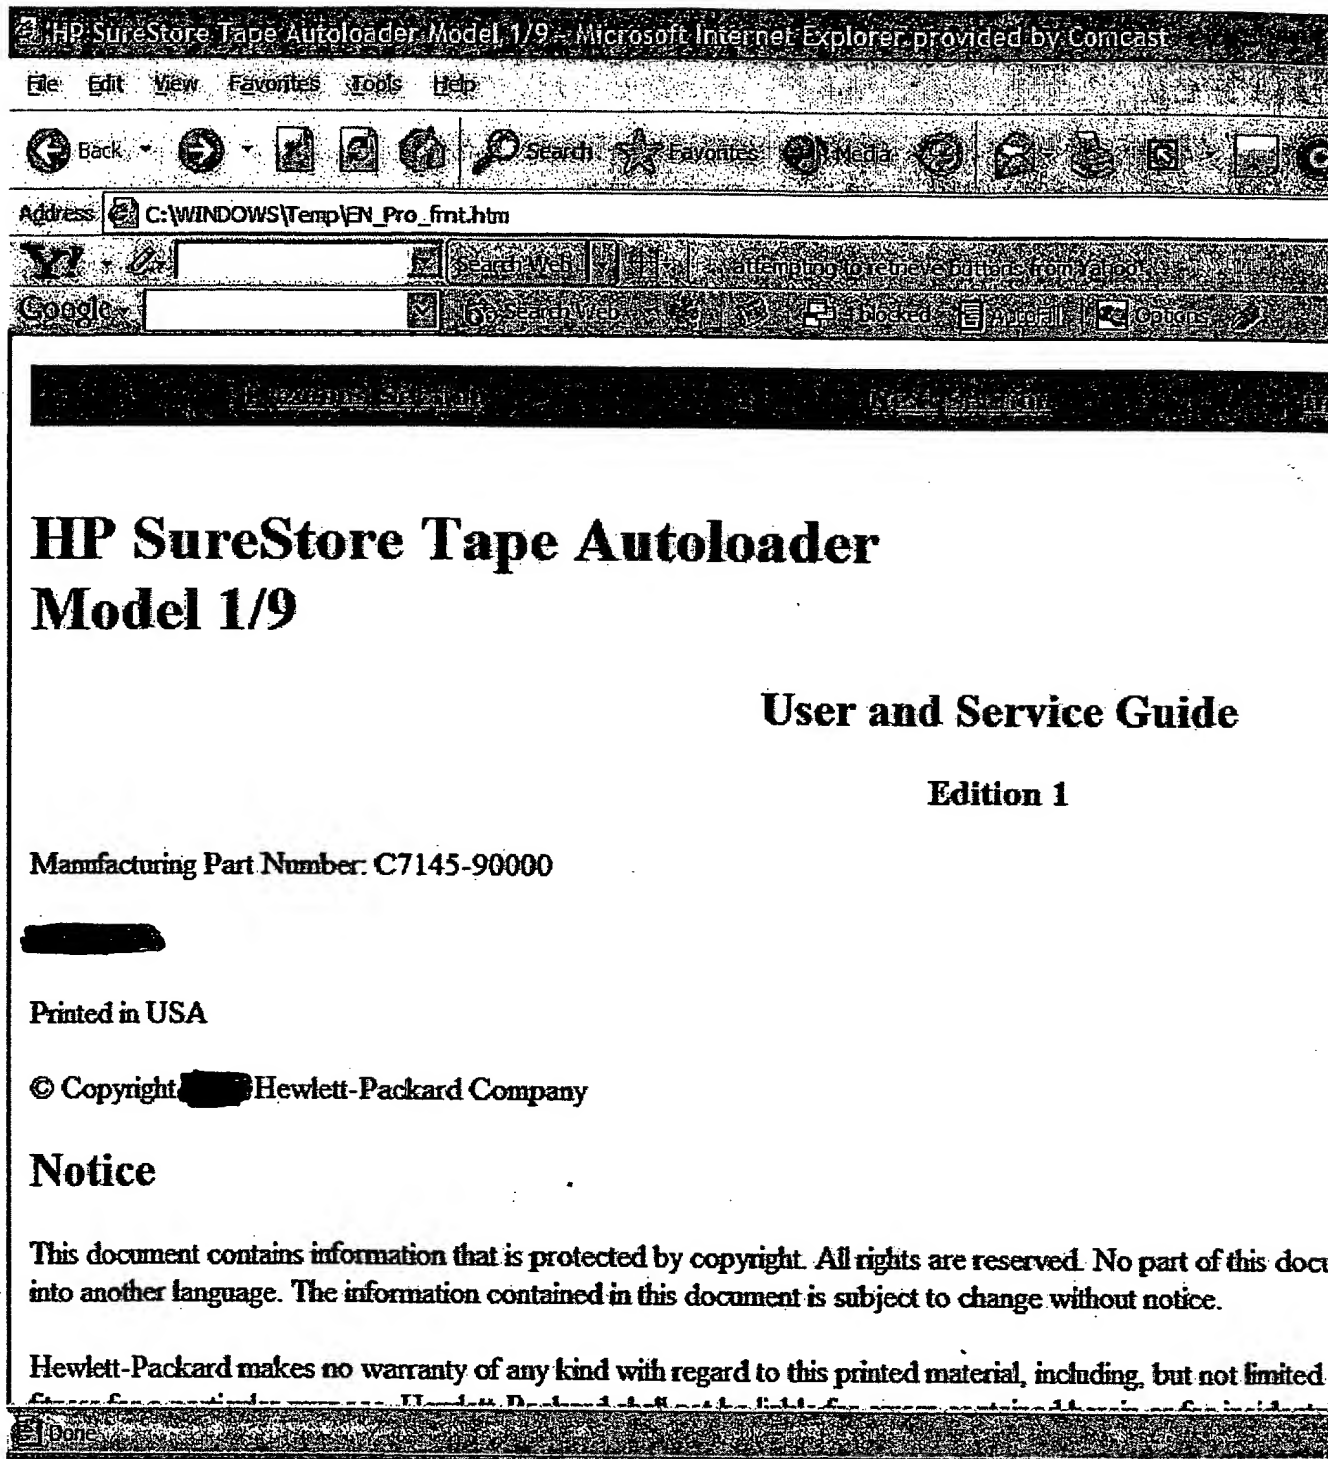 HP SureStore Tape Autoloader Model 1/9 - Microsoft Internet Explorer provided by Comcast
File Edit View Favorites Tools Help
Back Search Favorites Media
Address C:\WINDOWS\Temp\EN_Pro_frnt.htm
Y! Search Web attempting to retrieve buttons from Yahoo!
Google Search Web blocked Autofill Options
HP SureStore Tape Autoloader
Model 1/9
User and Service Guide
Edition 1
Manufacturing Part Number: C7145-90000
Printed in USA
© Copyright Hewlett-Packard Company
Notice
This document contains information that is protected by copyright. All rights are reserved. No part of this docu
into another language. The information contained in this document is subject to change without notice.
Hewlett-Packard makes no warranty of any kind with regard to this printed material, including, but not limited
Done